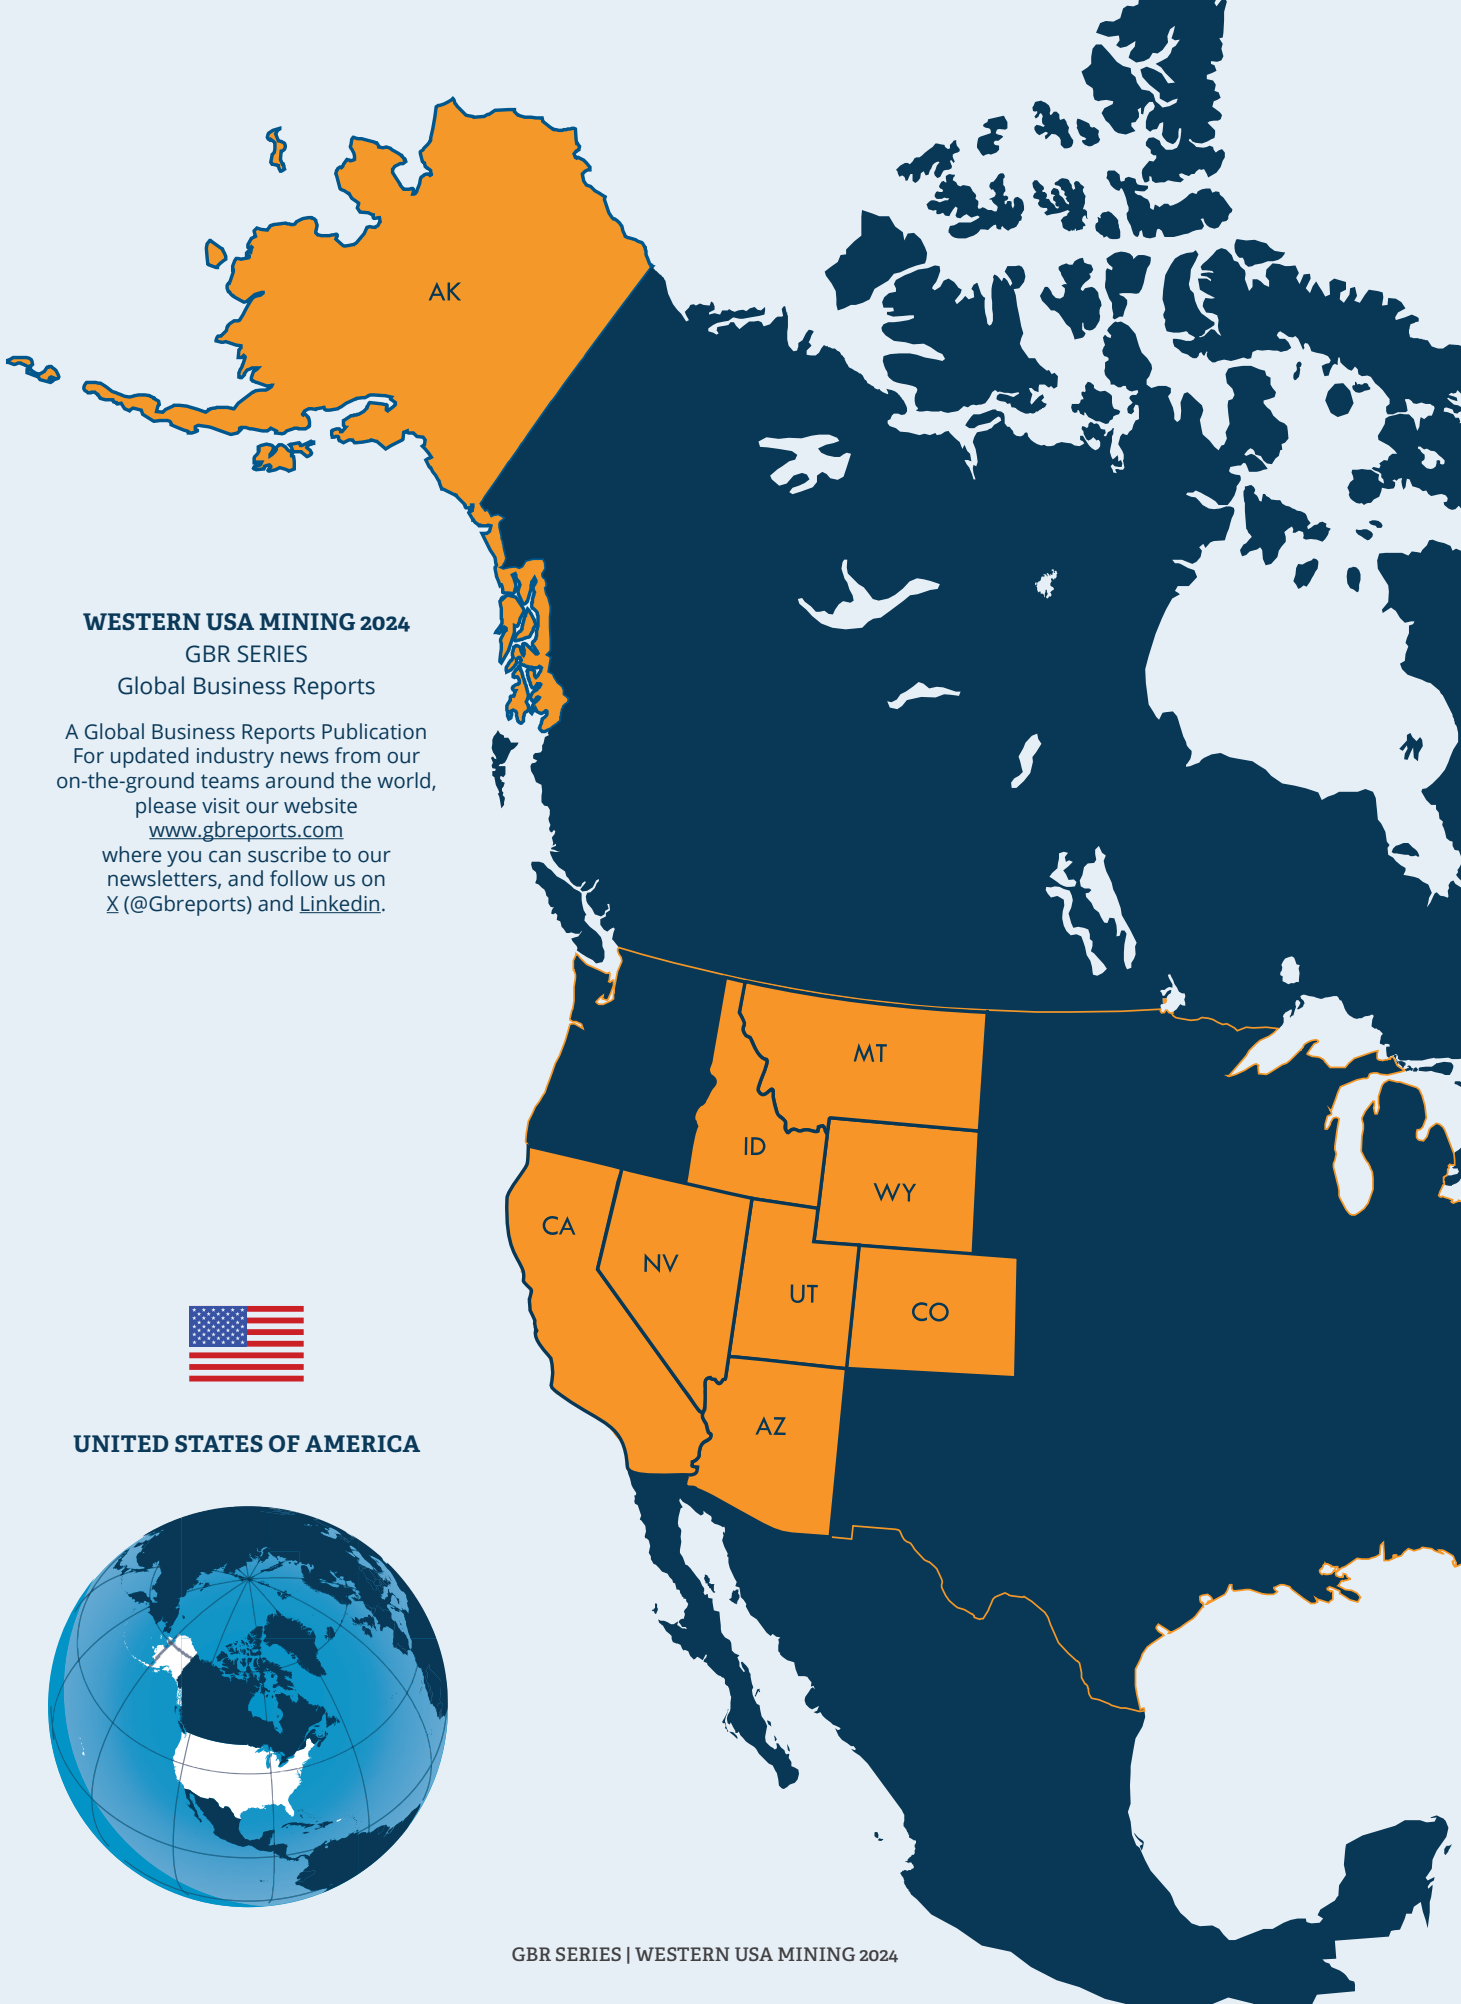 AK
WESTERN USA MINING 2024
GBR SERIES
Global Business Reports
A Global Business Reports Publication
For updated industry news from our
on-the-ground teams around the world,
please visit our website
www.gbreports.com
where you can suscribe to our
newsletters, and follow us on
X (@Gbreports) and Linkedin.
MT
ID
WY
CA
NV
UT
CO
AZ
UNITED STATES OF AMERICA
GBR SERIES | WESTERN USA MINING 2024